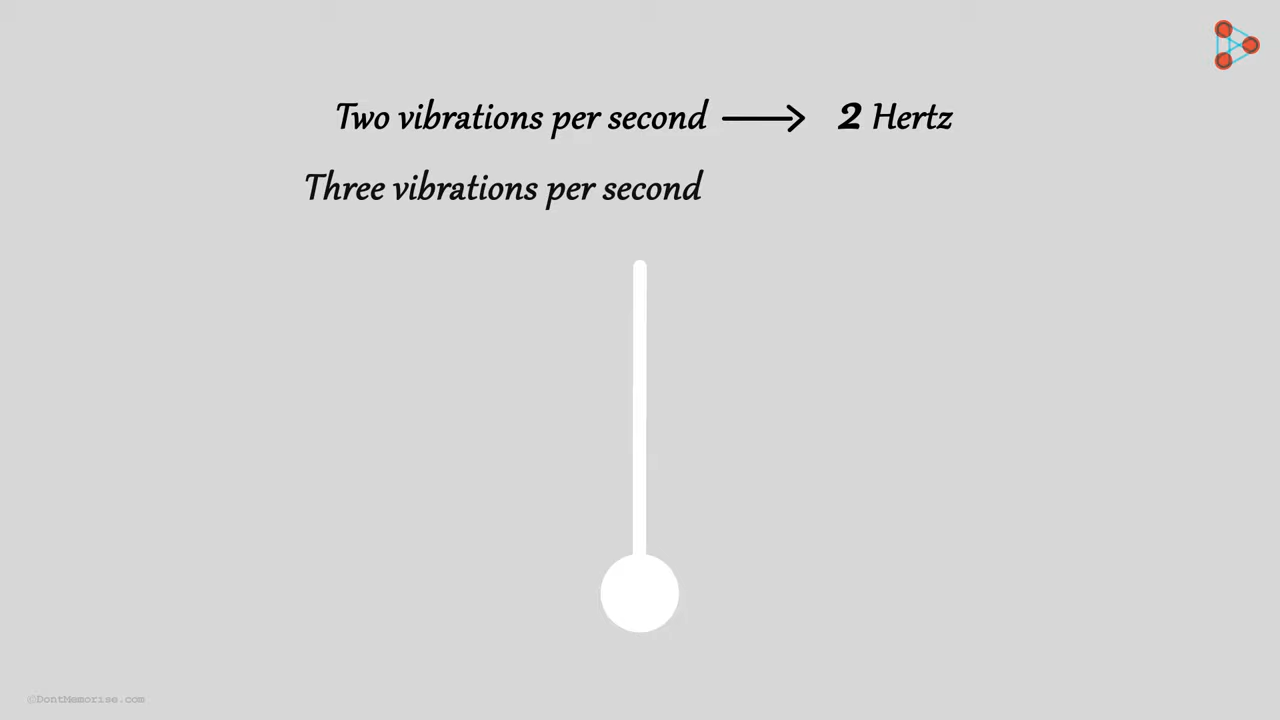 Two vibrations per second → 2 Hertz
Three vibrations per second
©DontMemorise.com